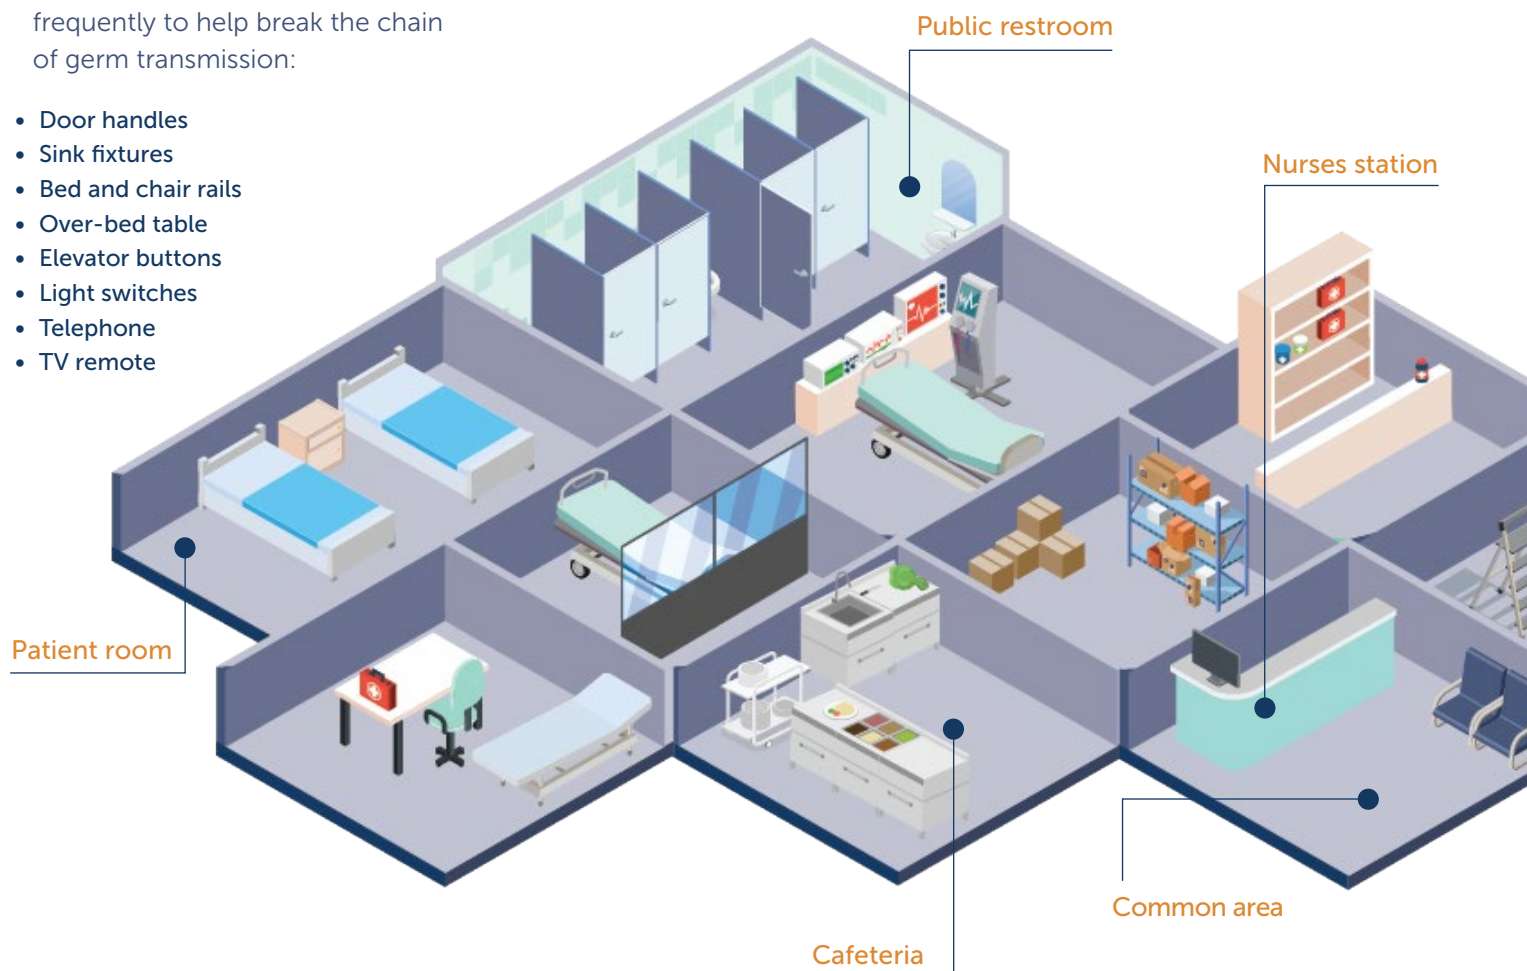 frequently to help break the chain
of germ transmission:
• Door handles
• Sink fixtures
• Bed and chair rails
• Over-bed table
• Elevator buttons
• Light switches
• Telephone
• TV remote
Public restroom
Nurses station
Patient room
Common area
Cafeteria